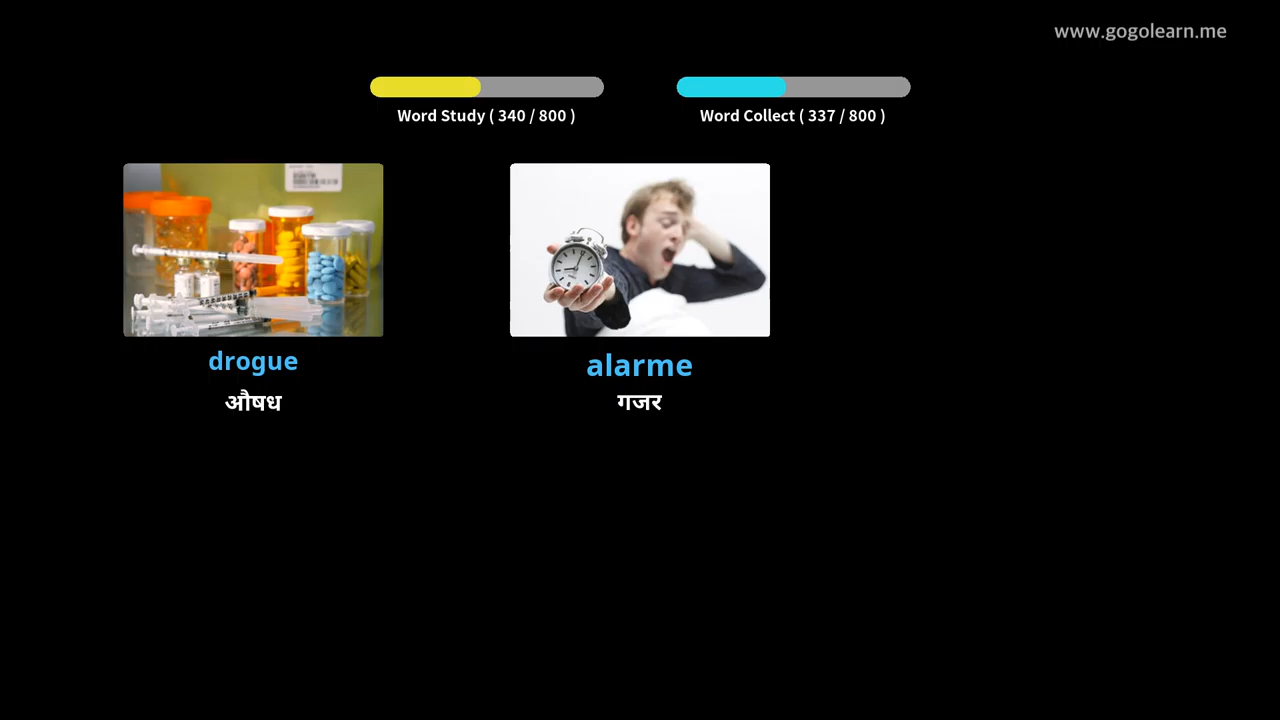 www.gogolearn.me
Word Study ( 340 / 800 )
Word Collect ( 337 / 800 )
drogue
औषध
alarme
गजर